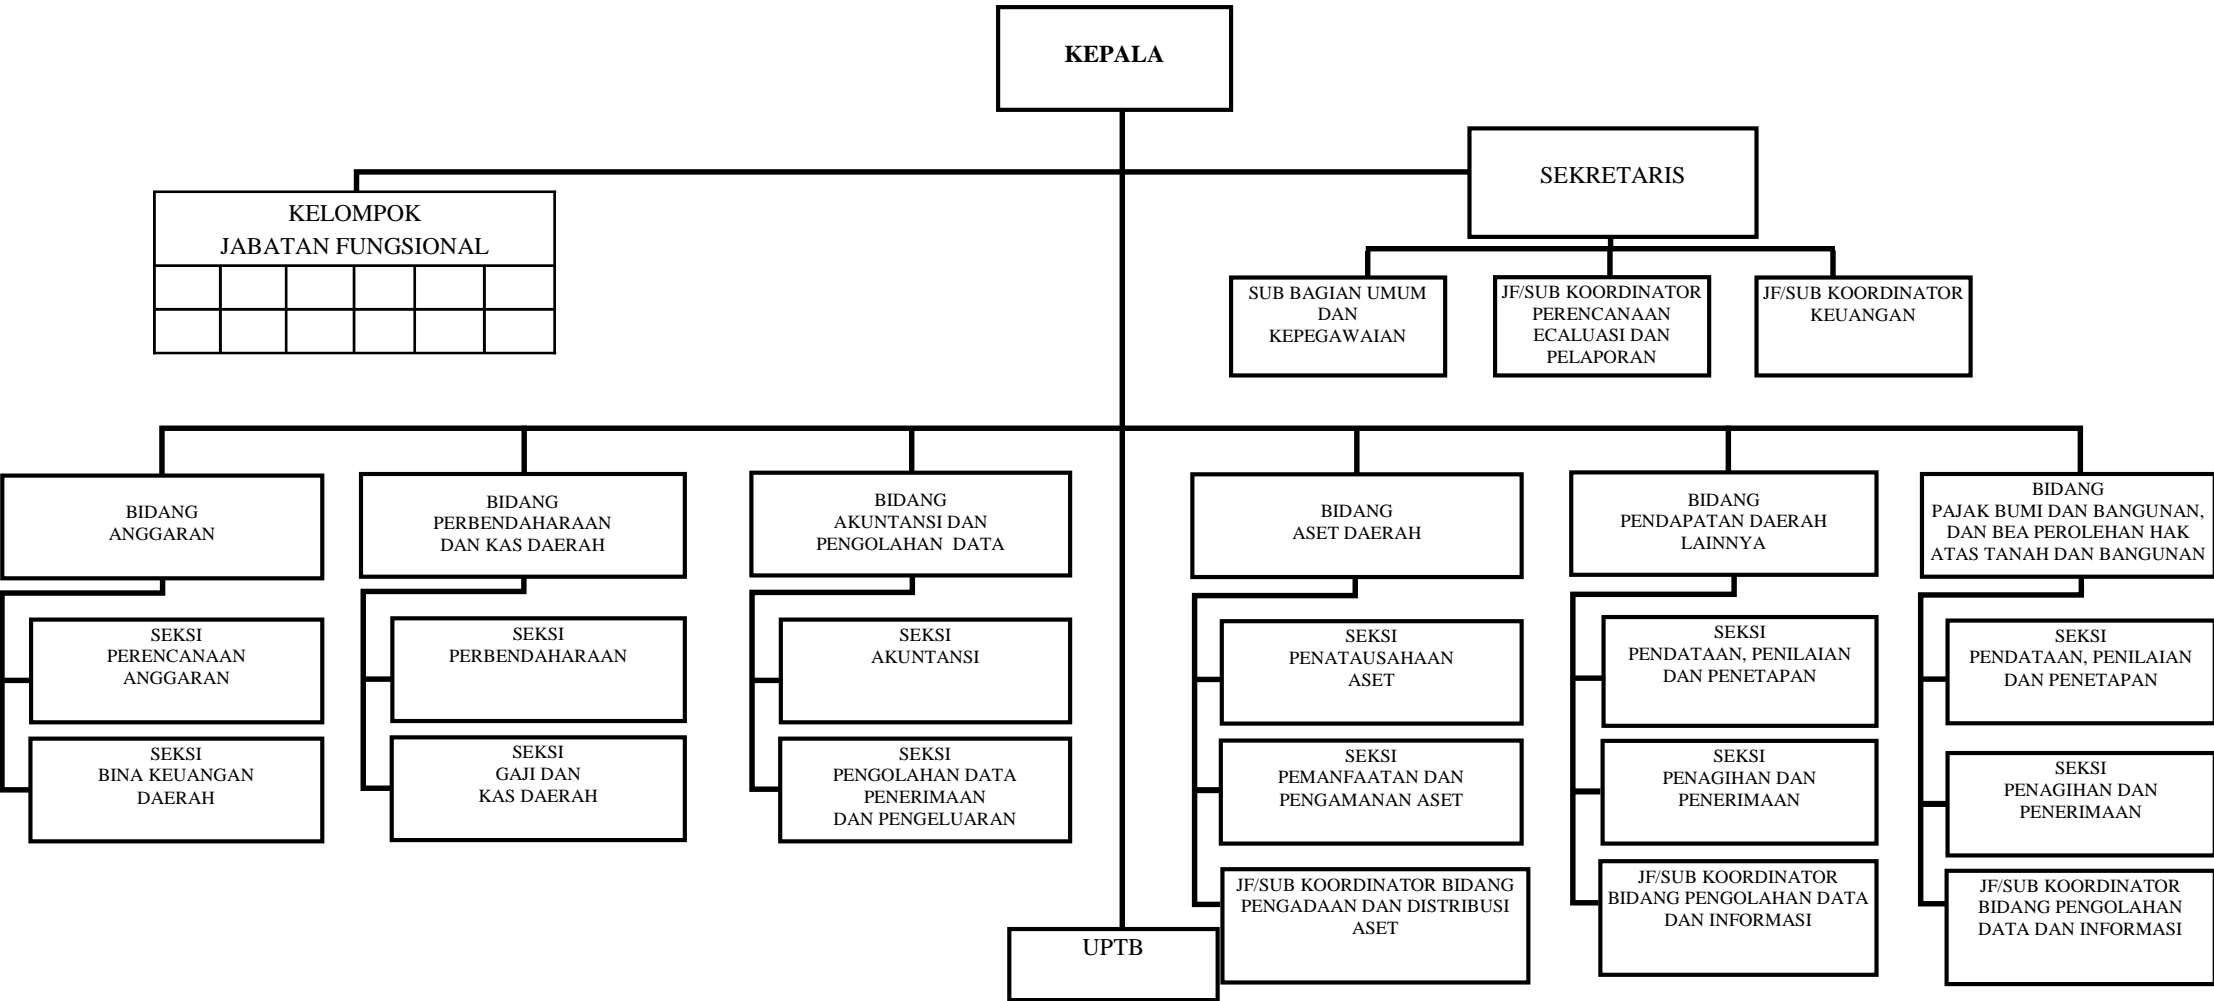 KEPALA
SEKRETARIS
KELOMPOK
JABATAN FUNGSIONAL
SUB BAGIAN UMUM
DAN
KEPEGAWAIAN
JF/SUB KOORDINATOR
PERENCANAAN
ECALUASI DAN
PELAPORAN
JF/SUB KOORDINATOR
KEUANGAN
BIDANG
ANGGARAN
BIDANG
PERBENDAHARAAN
DAN KAS DAERAH
BIDANG
AKUNTANSI DAN
PENGOLAHAN DATA
BIDANG
ASET DAERAH
BIDANG
PENDAPATAN DAERAH
LAINNYA
BIDANG
PAJAK BUMI DAN BANGUNAN,
DAN BEA PEROLEHAN HAK
ATAS TANAH DAN BANGUNAN
SEKSI
PERENCANAAN
ANGGARAN
SEKSI
PERBENDAHARAAN
SEKSI
AKUNTANSI
SEKSI
PENATAUSAHAAN
ASET
SEKSI
PENDATAAN, PENILAIAN
DAN PENETAPAN
SEKSI
PENDATAAN, PENILAIAN
DAN PENETAPAN
SEKSI
BINA KEUANGAN
DAERAH
SEKSI
GAJI DAN
KAS DAERAH
SEKSI
PENGOLAHAN DATA
PENERIMAAN
DAN PENGELUARAN
SEKSI
PEMANFAATAN DAN
PENGAMANAN ASET
SEKSI
PENAGIHAN DAN
PENERIMAAN
SEKSI
PENAGIHAN DAN
PENERIMAAN
JF/SUB KOORDINATOR BIDANG
PENGADAAN DAN DISTRIBUSI
ASET
JF/SUB KOORDINATOR
BIDANG PENGOLAHAN DATA
DAN INFORMASI
JF/SUB KOORDINATOR
BIDANG PENGOLAHAN
DATA DAN INFORMASI
UPTB